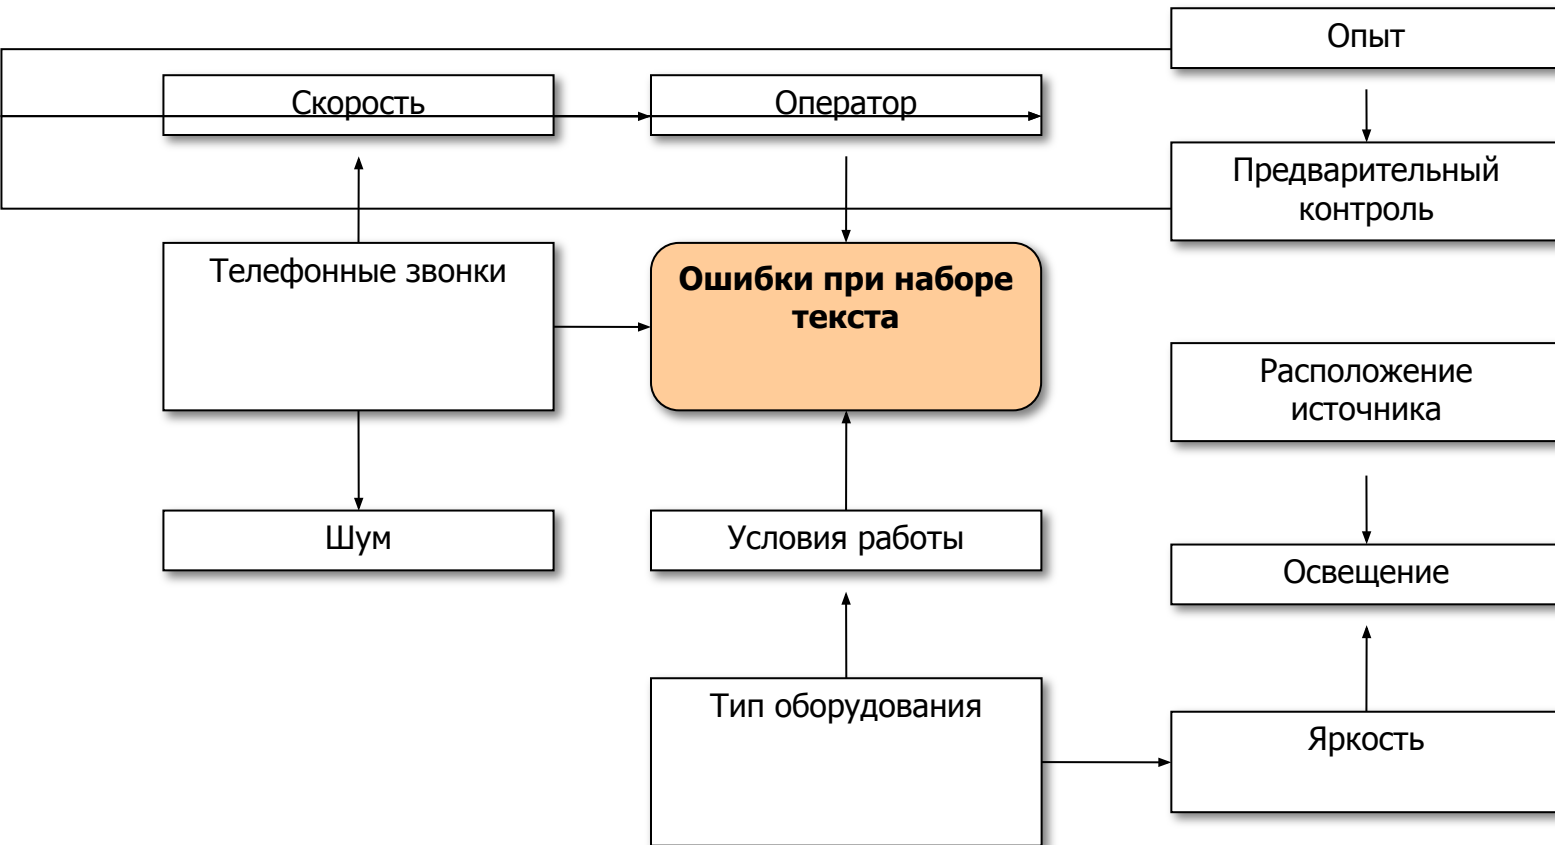 Опыт
Скорость
Оператор
Предварительный
контроль
Телефонные звонки
Ошибки при наборе
текста
Расположение
источника
Шум
Условия работы
Освещение
Тип оборудования
Яркость